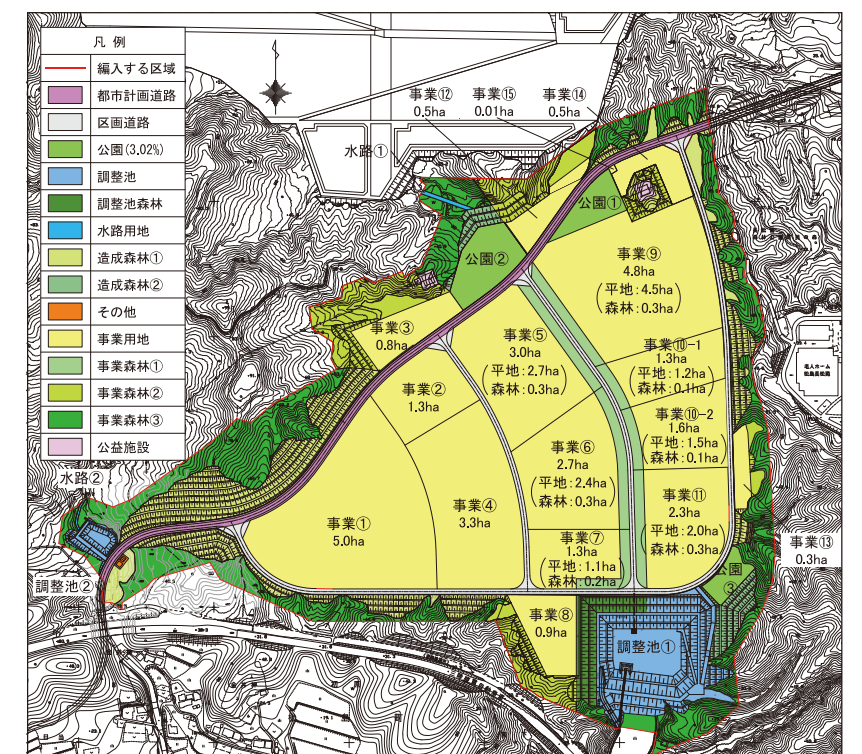 凡 例
編入する区域
都市計画道路
区画道路
公園(3.02%)
調整池
調整池森林
水路用地
造成森林①
造成森林②
その他
事業用地
事業森林①
事業森林②
事業森林③
公益施設
事業⑫
0.5ha
事業⑮
0.01ha
事業⑭
0.5ha
水路①
公園①
公園②
事業⑨
4.8ha
(平地:4.5ha)
(森林:0.3ha)
事業③
0.8ha
事業⑤
3.0ha
(平地:2.7ha)
(森林:0.3ha)
事業⑩-1
1.3ha
(平地:1.2ha)
(森林:0.1ha)
事業②
1.3ha
事業⑩-2
1.6ha
(平地:1.5ha)
(森林:0.1ha)
事業⑥
2.7ha
(平地:2.4ha)
(森林:0.3ha)
水路②
事業①
5.0ha
事業④
3.3ha
事業⑪
2.3ha
(平地:2.0ha)
(森林:0.3ha)
事業⑦
1.3ha
(平地:1.1ha)
(森林:0.2ha)
事業⑬
0.3ha
公園
③
調整池②
事業⑧
0.9ha
調整池①